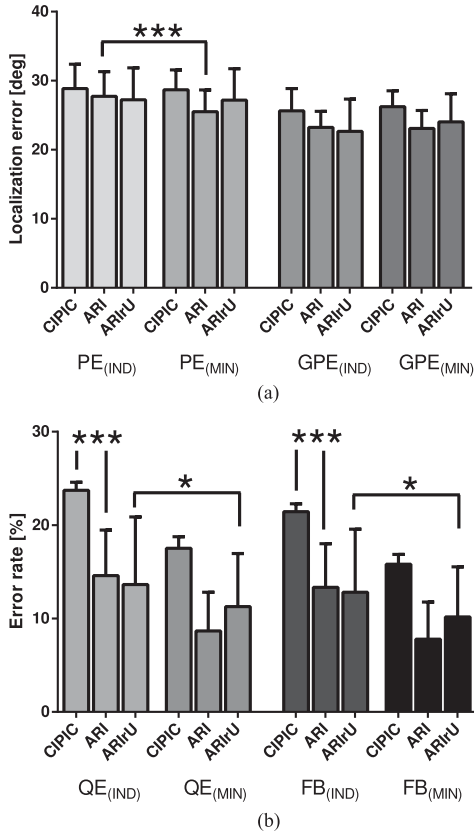 40
30
20
10
0
Localization error [deg]
***
CIPIC ARI ARIrU CIPIC ARI ARIrU CIPIC ARI ARIrU CIPIC ARI ARIrU
PE(IND) PE(MIN) GPE(IND) GPE(MIN)
(a)
30
20
10
0
Error rate [%]
*** * *** *
CIPIC ARI ARIrU CIPIC ARI ARIrU CIPIC ARI ARIrU CIPIC ARI ARIrU
QE(IND) QE(MIN) FB(IND) FB(MIN)
(b)